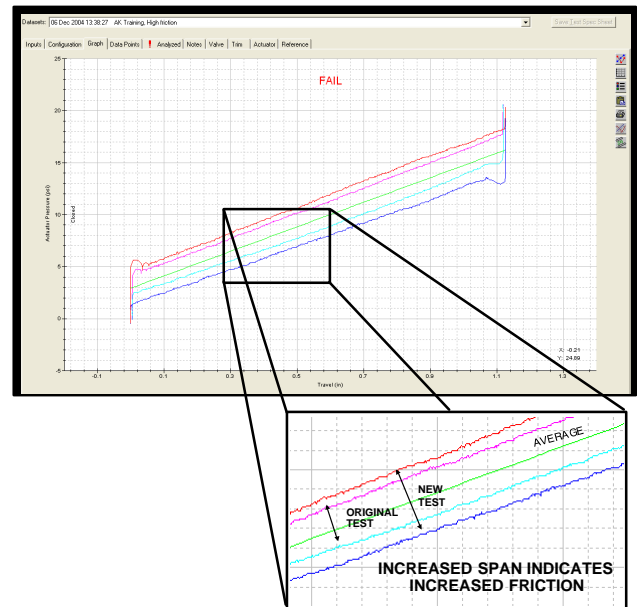 Datasets: 06 Dec 2004 13:38:27 AK Training, High friction
Save Test Spec Sheet
Inputs Configuration Graph Data Points ! Analyzed Notes Valve Trim Actuator Reference
FAIL
25
20
15
10
5
0
-5
Actuator Pressure (psi)
Closed
-0.1 0.1 0.3 0.5 0.7 0.9 1.1 1.3
Travel (in)
X: -0.21
Y: 24.89
AVERAGE
NEW
TEST
ORIGINAL
TEST
INCREASED SPAN INDICATES
INCREASED FRICTION